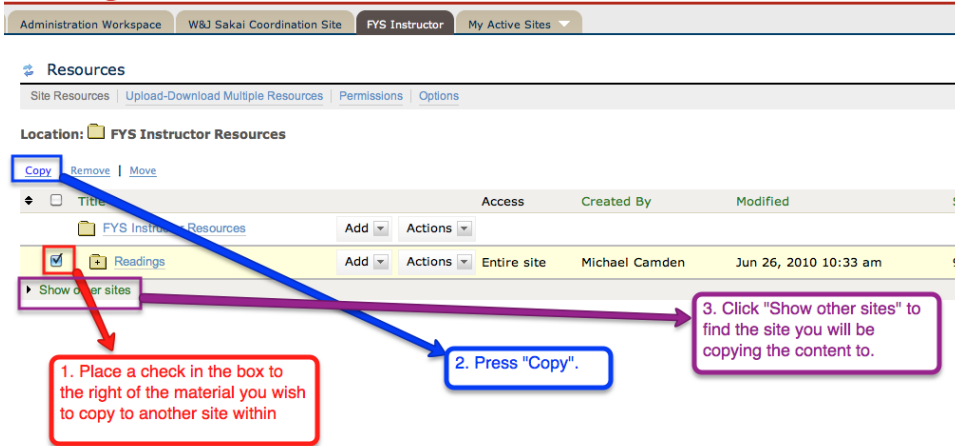 Administration Workspace W&J Sakai Coordination Site FYS Instructor My Active Sites
Resources
Site Resources | Upload-Download Multiple Resources | Permissions | Options
Location: FYS Instructor Resources
Copy Remove | Move
Title Access Created By Modified
FYS Instructor Resources Add Actions
Readings Add Actions Entire site Michael Camden Jun 26, 2010 10:33 am
Show other sites
3. Click "Show other sites" to
find the site you will be
copying the content to.
2. Press "Copy".
1. Place a check in the box to
the right of the material you wish
to copy to another site within